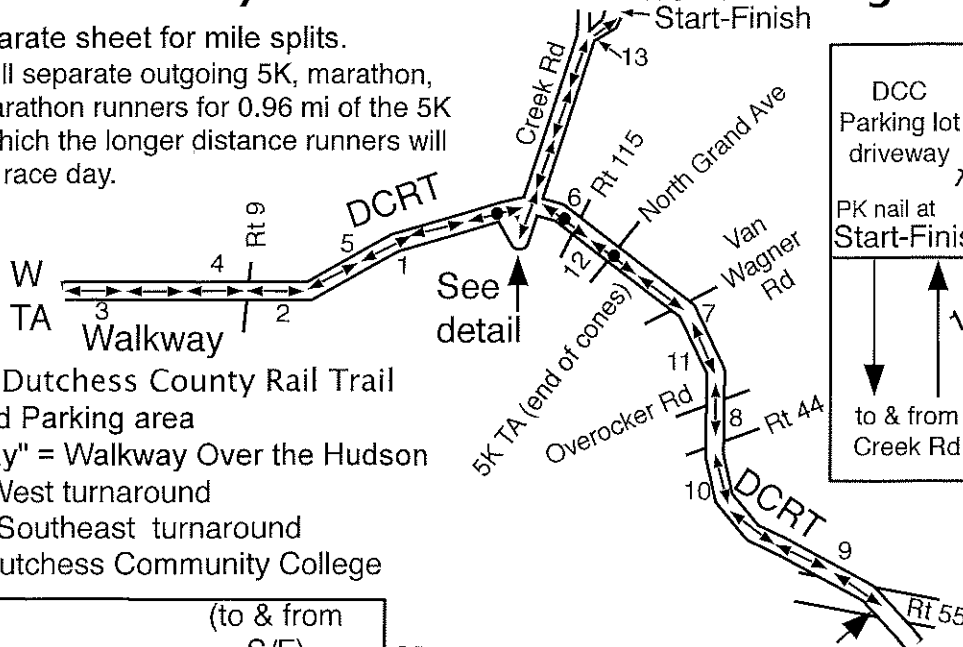 Start-Finish
arate sheet for mile splits.
ll separate outgoing 5K, marathon,
arathon runners for 0.96 mi of the 5K
hich the longer distance runners will
race day.
13
Creek Rd
DCRT
6
Rt 115
North Grand Ave
Van
Wagner
Rd
Rt 9
5
1
12
4
W
TA
3
2
Walkway
See
detail
7
5K TA (end of cones)
11
Overocker Rd
8
Rt 44
10
DCRT
9
Rt 55
Dutchess County Rail Trail
d Parking area
y" = Walkway Over the Hudson
West turnaround
Southeast turnaround
utchess Community College
(to & from
DCC
Parking lot
driveway
PK nail at
Start-Finis
to & from
Creek Rd